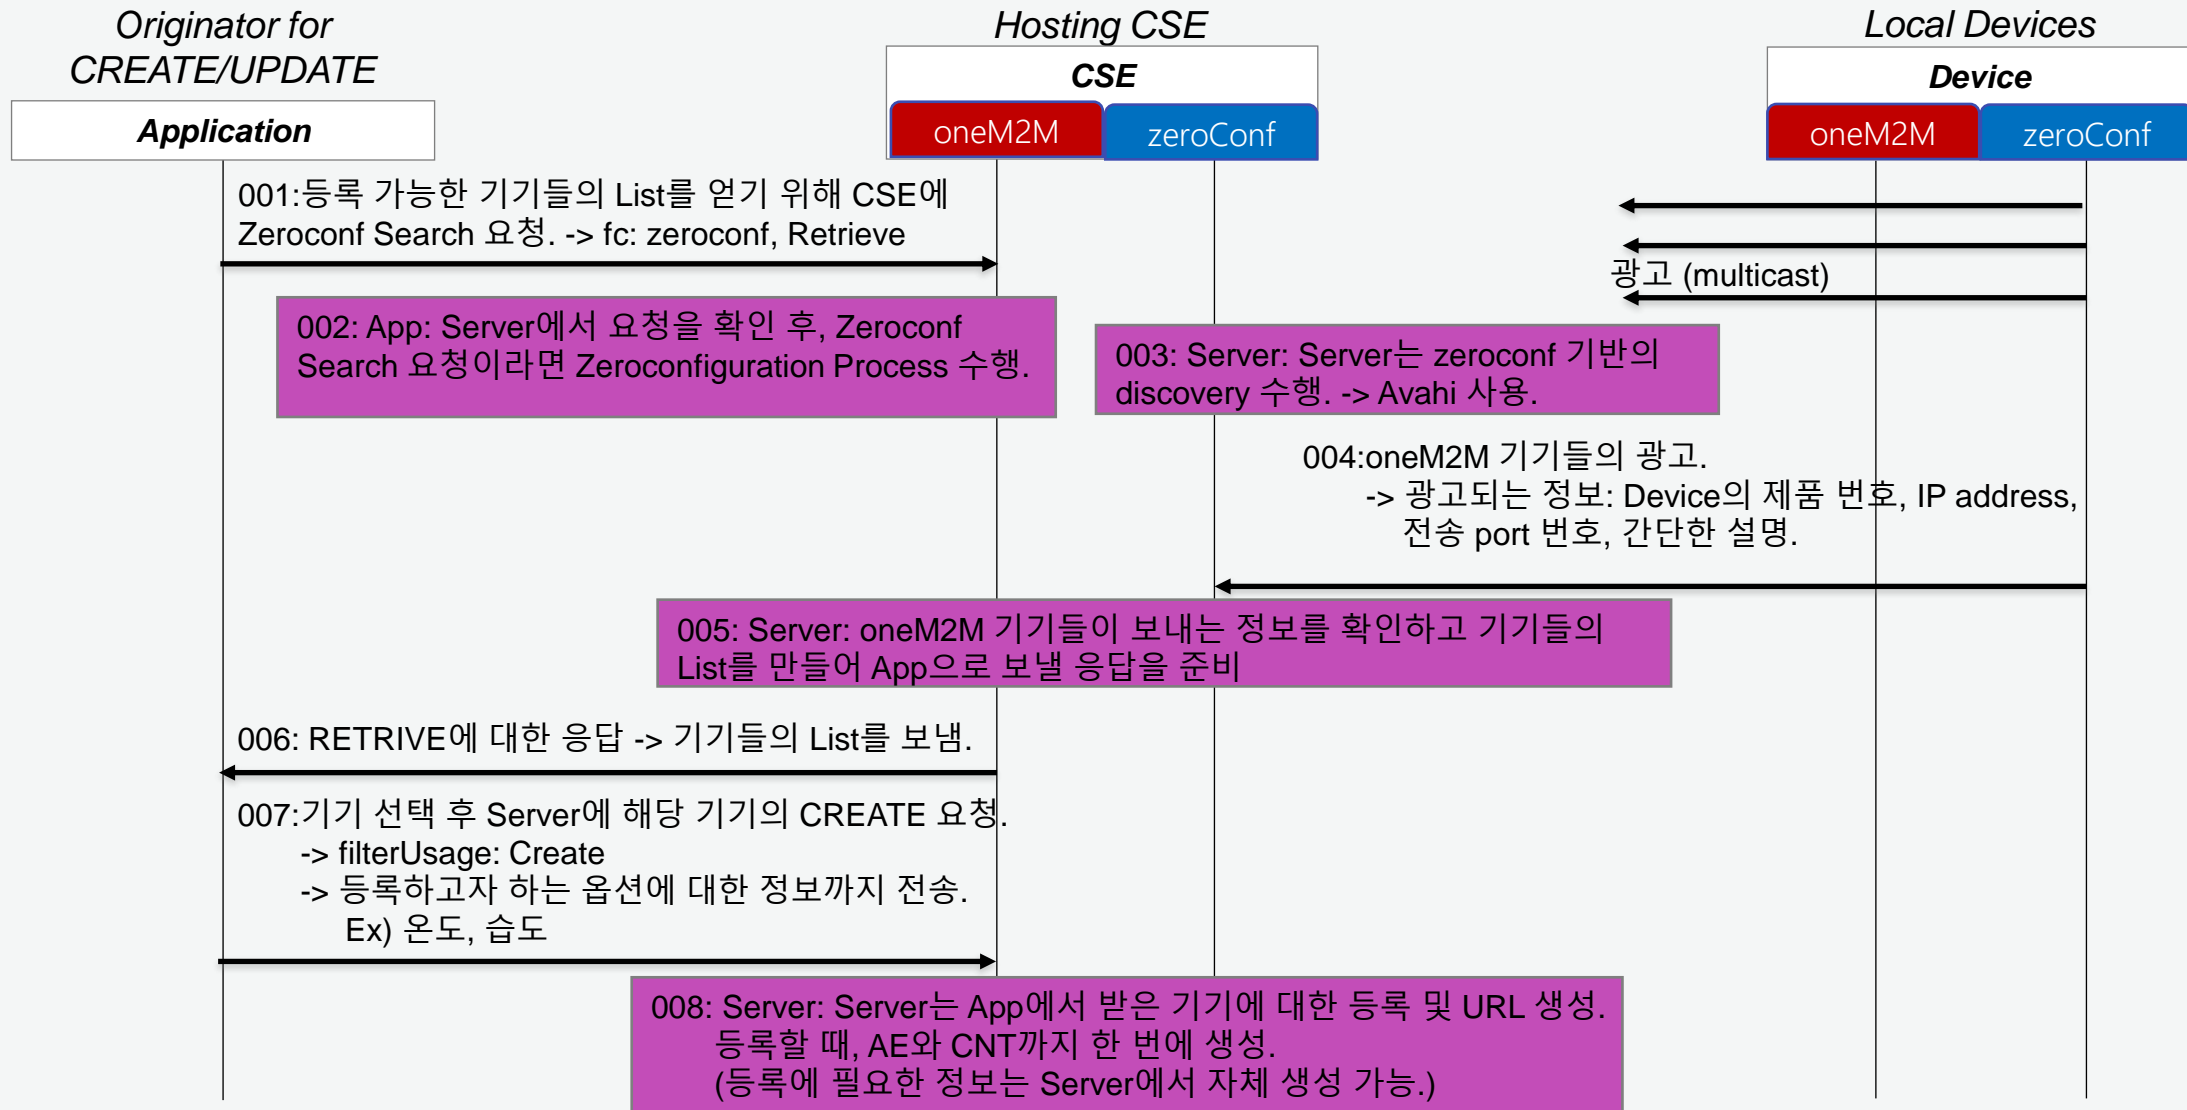 Originator for
CREATE/UPDATE
Hosting CSE
Local Devices
Application
CSE
Device
oneM2M
zeroConf
oneM2M
zeroConf
001:등록 가능한 기기들의 List를 얻기 위해 CSE에
Zeroconf Search 요청. -> fc: zeroconf, Retrieve
광고 (multicast)
002: App: Server에서 요청을 확인 후, Zeroconf
Search 요청이라면 Zeroconfiguration Process 수행.
003: Server: Server는 zeroconf 기반의
discovery 수행. -> Avahi 사용.
004:oneM2M 기기들의 광고.
-> 광고되는 정보: Device의 제품 번호, IP address,
전송 port 번호, 간단한 설명.
005: Server: oneM2M 기기들이 보내는 정보를 확인하고 기기들의
List를 만들어 App으로 보낼 응답을 준비
006: RETRIVE에 대한 응답 -> 기기들의 List를 보냄.
007:기기 선택 후 Server에 해당 기기의 CREATE 요청.
-> filterUsage: Create
-> 등록하고자 하는 옵션에 대한 정보까지 전송.
Ex) 온도, 습도
008: Server: Server는 App에서 받은 기기에 대한 등록 및 URL 생성.
등록할 때, AE와 CNT까지 한 번에 생성.
(등록에 필요한 정보는 Server에서 자체 생성 가능.)